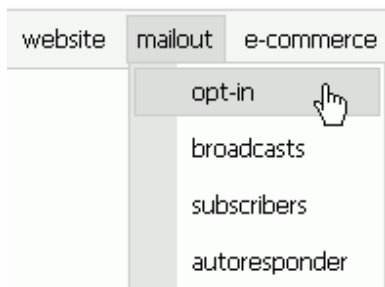 website mailout e-commerce
opt-in
broadcasts
subscribers
autoresponder